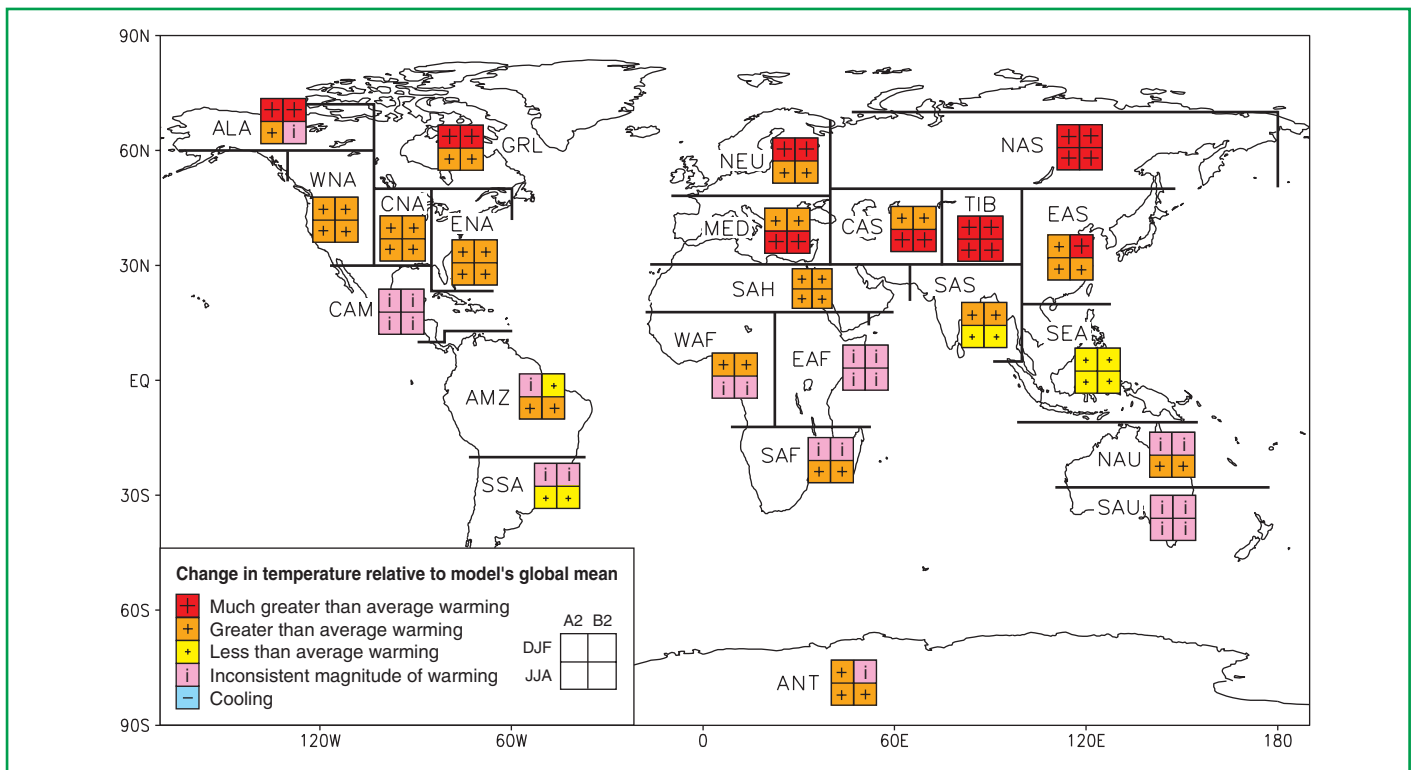 90N
60N
30N
EQ
30S
60S
90S
ALA
+ +
+ i
GRL
+ +
+ +
NEU
+ +
+ +
NAS
+ +
+ +
WNA
+ +
+ +
CNA
+ +
+ +
ENA
+ +
+ +
MED
+ +
+ +
CAS
+ +
+ +
TIB
+ +
+ +
EAS
+ +
+ +
CAM
i i
i i
SAH
+ +
+ +
SAS
+ +
+ +
WAF
+ +
i i
EAF
i i
i i
SEA
+ +
+ +
AMZ
i +
+ +
SAF
i i
+ +
NAU
i i
+ +
SSA
i i
+ +
SAU
i i
i i
ANT
+ i
+ +
Change in temperature relative to model's global mean
+ Much greater than average warming
+ Greater than average warming
+ Less than average warming
i Inconsistent magnitude of warming
− Cooling
A2 B2
DJF
JJA
120W 60W 0 60E 120E 180